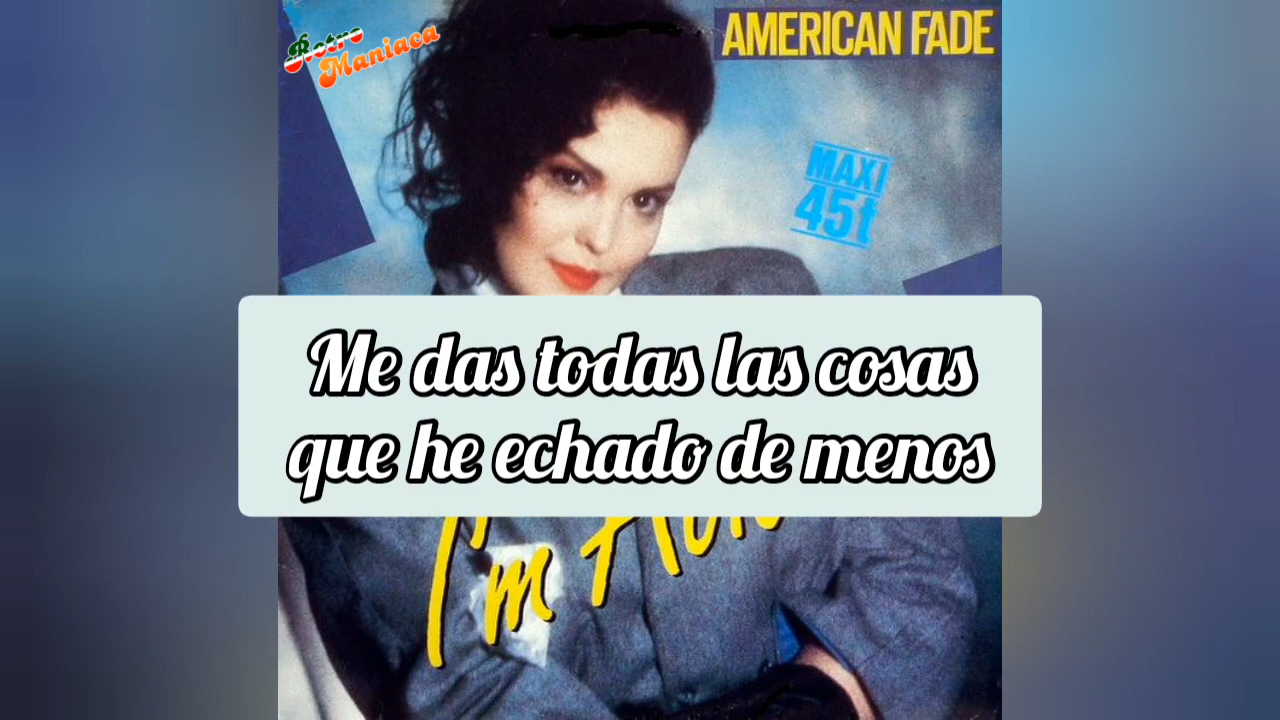 Retro
Maniaca
AMERICAN FADE
MAXI
45t
Me das todas las cosas
que he echado de menos
I'm